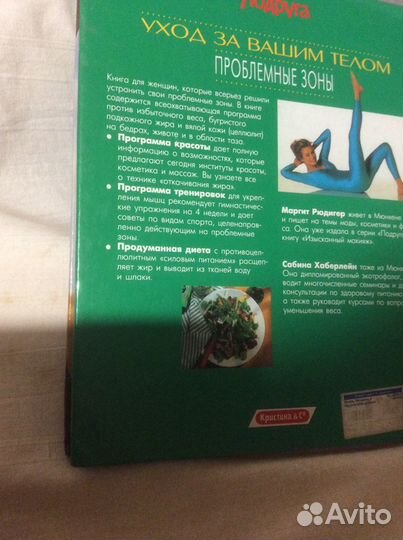 Подруга
УХОД ЗА ВАШИМ ТЕЛОМ
ПРОБЛЕМНЫЕ ЗОНЫ
Книга для женщин, которые всерьез решили
устранить свои проблемные зоны. В книге
содержится всеохватывающая программа
против избыточного веса, бугристого
подкожного жира и вялой кожи (целлюлит)
на бедрах, животе и в области таза.
• Программа красоты дает полную
информацию о возможностях, которые
предлагают сегодня институты красоты,
косметика и массаж. Вы узнаете все
о технике «откачивания жира».
• Программа тренировок для укреп-
ления мышц рекомендует гимнастичес-
кие упражнения на 4 недели и дает
советы по видам спорта, целенаправ-
ленно действующим на проблемные
зоны.
• Продуманная диета с противоцел-
люлитным «силовым питанием» расщеп-
ляет жир и выводит из тканей воду
и шлаки.
Маргит Рюдигер живет в Мюнхене
и пишет на темы моды, косметики и
са. Она уже издала в серии «Подруг
книгу «Изысканный макияж».
Сабина Хаберлейн тоже из Мюн
Она дипломированный экотрофолог,
водит многочисленные семинары и д
консультации по здоровому питанию
а также руководит курсами по вопро
уменьшения веса.
Кристина & C°
Avito